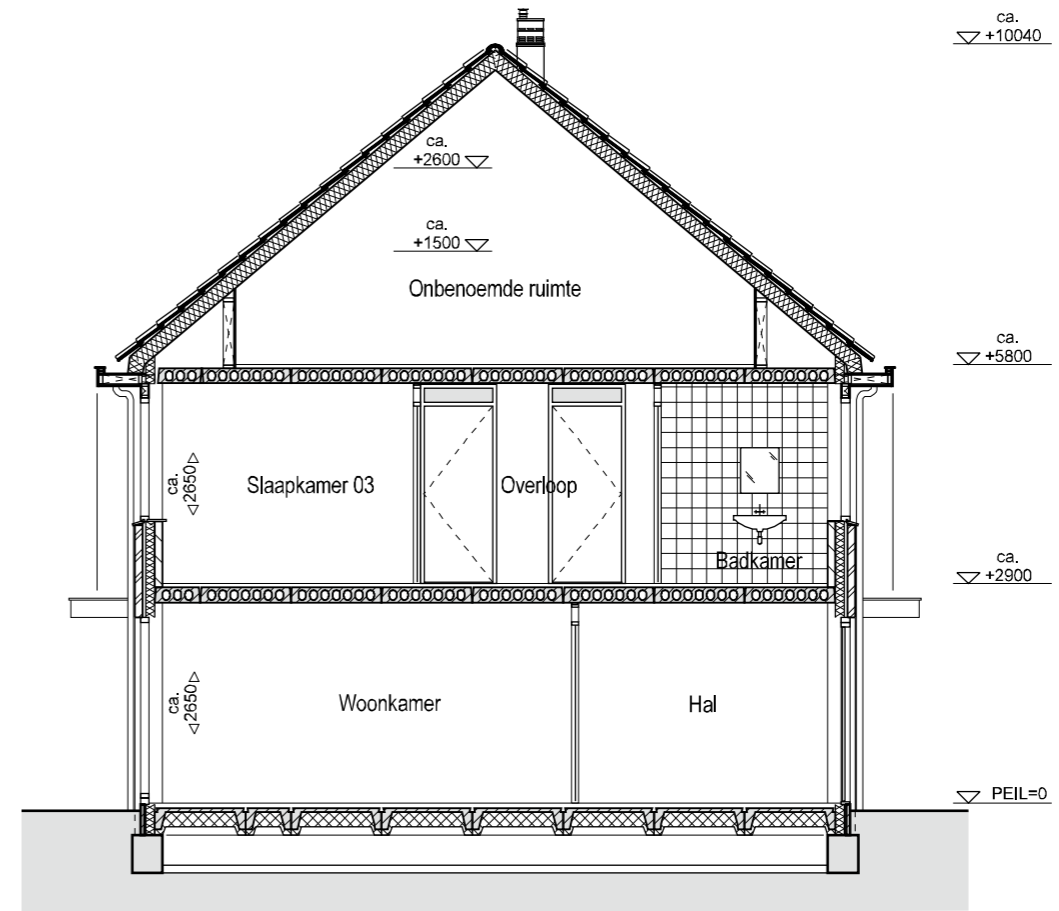 ca.
+10040
ca.
+2600
ca.
+1500
Onbenoemde ruimte
ca.
+5800
ca.
2650
Slaapkamer 03
Overloop
Badkamer
ca.
+2900
ca.
2650
Woonkamer
Hal
PEIL=0